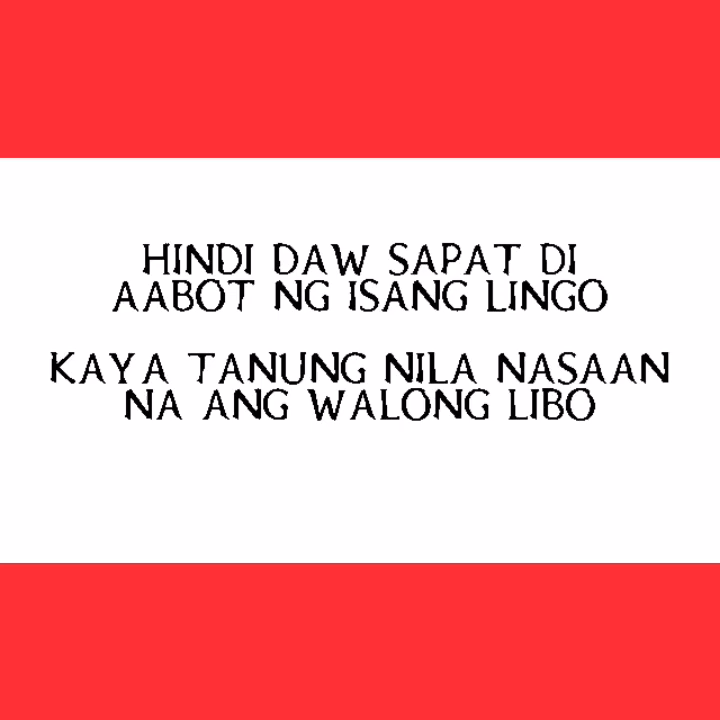 HINDI DAW SAPAT DI
AABOT NG ISANG LINGO
KAYA TANUNG NILA NASAAN
NA ANG WALONG LIBO